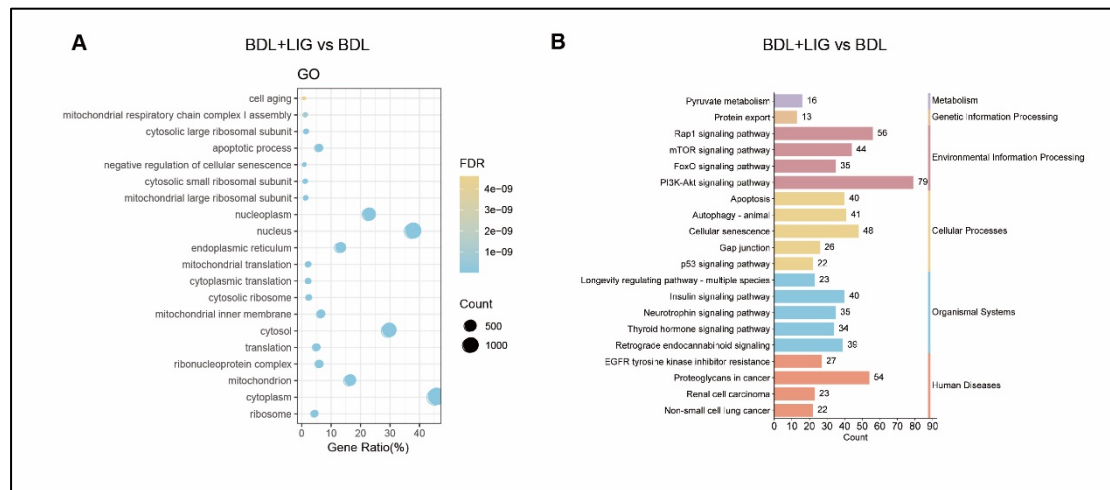 A
BDL+LIG vs BDL
GO
cell aging
mitochondrial respiratory chain complex I assembly
cytosolic large ribosomal subunit
apoptotic process
negative regulation of cellular senescence
cytosolic small ribosomal subunit
mitochondrial large ribosomal subunit
nucleoplasm
nucleus
endoplasmic reticulum
mitochondrial translation
cytoplasmic translation
cytosolic ribosome
mitochondrial inner membrane
cytosol
translation
ribonucleoprotein complex
mitochondrion
cytoplasm
ribosome
0 10 20 30 40
Gene Ratio(%)
FDR
4e-09
3e-09
2e-09
1e-09
Count
500
1000
B
BDL+LIG vs BDL
Pyruvate metabolism 16 Metabolism
Protein export 13 Genetic Information Processing
Rap1 signaling pathway 56
mTOR signaling pathway 44
Environmental Information Processing
FoxO signaling pathway 35
PI3K-Akt signaling pathway 79
Apoptosis 40
Autophagy - animal 41
Cellular senescence 48 Cellular Processes
Gap junction 26
p53 signaling pathway 22
Longevity regulating pathway - multiple species 23
Insulin signaling pathway 40
Neurotrophin signaling pathway 35 Organismal Systems
Thyroid hormone signaling pathway 34
Retrograde endocannabinoid signaling 39
EGFR tyrosine kinase inhibitor resistance 27
Proteoglycans in cancer 54
Human Diseases
Renal cell carcinoma 23
Non-small cell lung cancer 22
0 10 20 30 40 50 60 70 80 90
Count